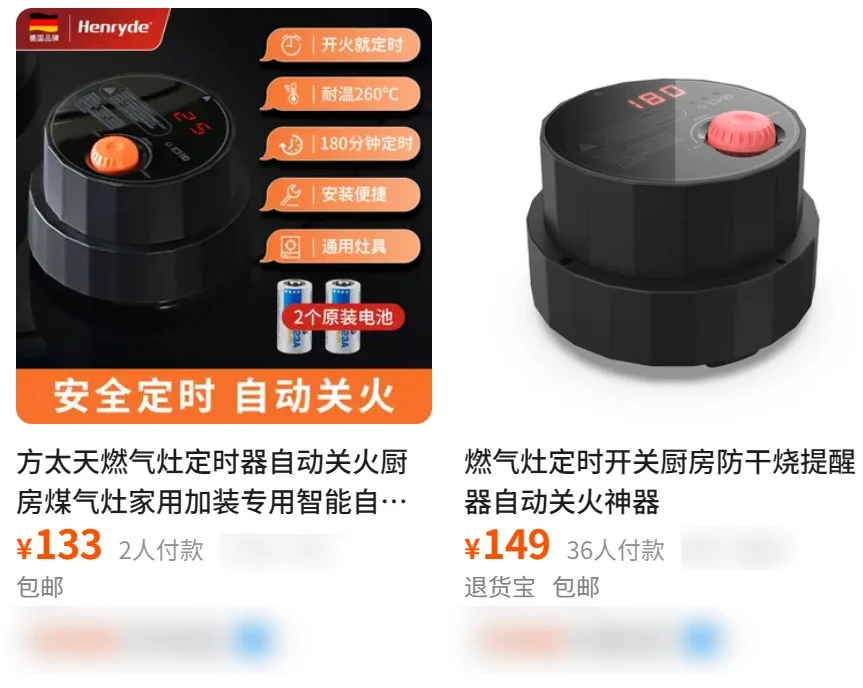 德国品牌
Henryde
开火就定时
耐温260°C
180分钟定时
安装便捷
通用灶具
25
2个原装电池
安全定时 自动关火
180
方太天燃气灶定时器自动关火厨
房煤气灶家用加装专用智能自…
¥133 2人付款
包邮
燃气灶定时开关厨房防干烧提醒
器自动关火神器
¥149 36人付款
退货宝 包邮